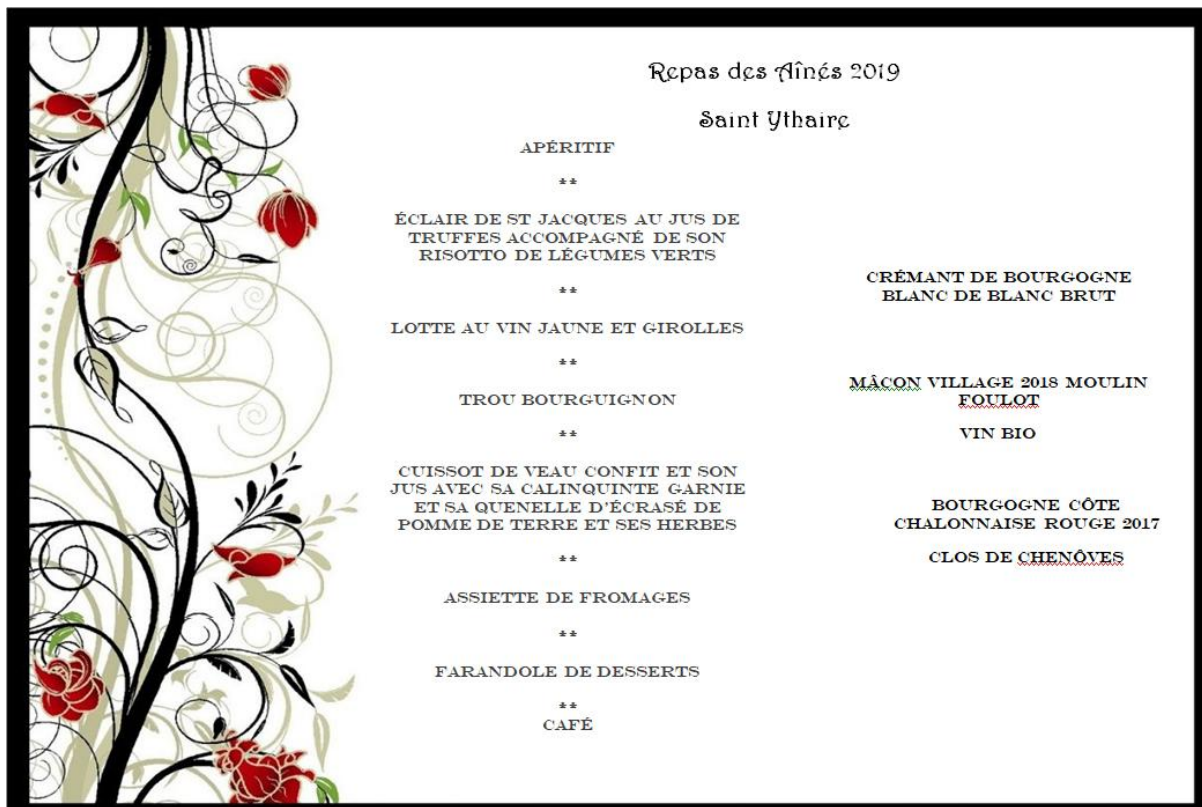 Repas des Aînés 2019
Saint Ythaire
APÉRITIF
**
ÉCLAIR DE ST JACQUES AU JUS DE
TRUFFES ACCOMPAGNÉ DE SON
RISOTTO DE LÉGUMES VERTS
**
LOTTE AU VIN JAUNE ET GIROLLES
**
TROU BOURGUIGNON
**
CUISSOT DE VEAU CONFIT ET SON
JUS AVEC SA CALINQUINTE GARNIE
ET SA QUENELLE D'ÉCRASÉ DE
POMME DE TERRE ET SES HERBES
**
ASSIETTE DE FROMAGES
**
FARANDOLE DE DESSERTS
**
CAFÉ
CRÉMANT DE BOURGOGNE
BLANC DE BLANC BRUT
MÂCON VILLAGE 2018 MOULIN
FOULOT
VIN BIO
BOURGOGNE CÔTE
CHALONNAISE ROUGE 2017
CLOS DE CHENÔVES